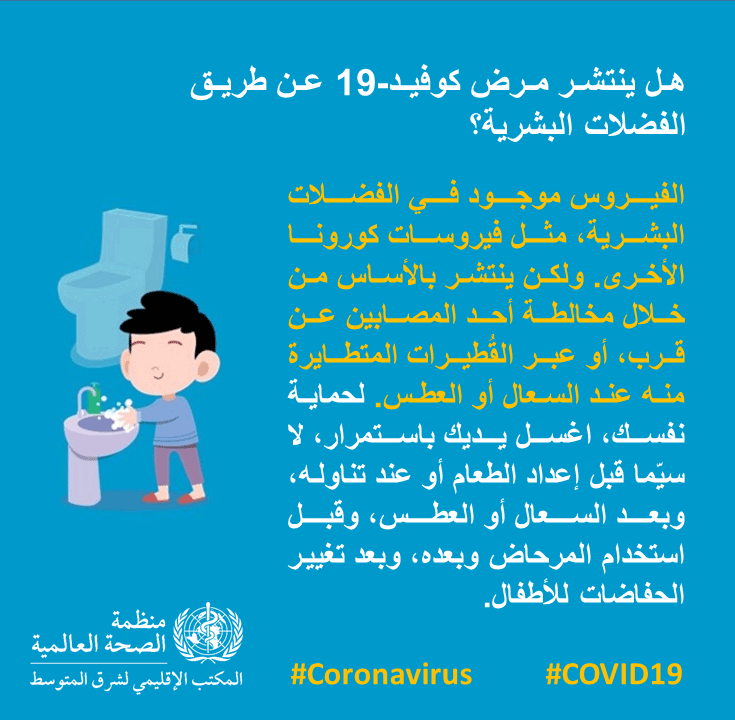 هل ينتشر مرض كوفيد-19 عن طريق
الفضلات البشرية؟
الفيروس موجود في الفضلات
البشرية، مثل فيروسات كورونا
الأخرى. ولكن ينتشر بالأساس من
خلال مخالطة أحد المصابين عن
قرب، أو عبر القُطيرات المتطايرة
منه عند السعال أو العطس. لحماية
نفسك، اغسل يديك باستمرار، لا
سيّما قبل إعداد الطعام أو عند تناوله،
وبعد السعال أو العطس، وقبل
استخدام المرحاض وبعده، وبعد تغيير
الحفاضات للأطفال.
منظمة
الصحة العالمية
المكتب الإقليمي لشرق المتوسط
#Coronavirus #COVID19